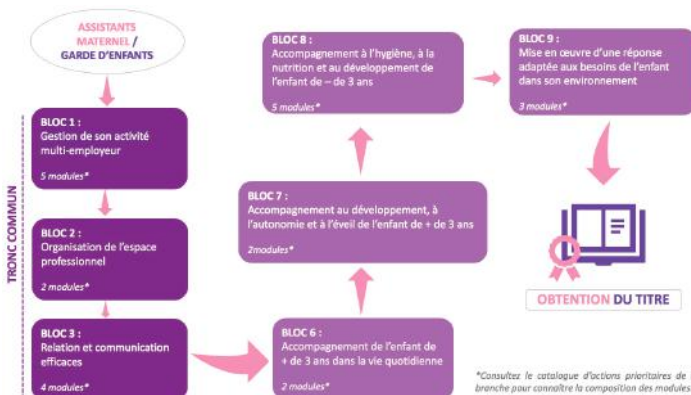 ASSISTANTS
MATERNEL /
GARDE D'ENFANTS
TRONC COMMUN
BLOC 1 :
Gestion de son activité
multi-employeur
5 modules*
BLOC 2 :
Organisation de l'espace
professionnel
2 modules*
BLOC 3 :
Relation et communication
efficaces
4 modules*
BLOC 6 :
Accompagnement de l'enfant de
+ de 3 ans dans la vie quotidienne
2 modules*
BLOC 7 :
Accompagnement au développement, à
l'autonomie et à l'éveil de l'enfant de + de 3 ans
2modules*
BLOC 8 :
Accompagnement à l'hygiène, à la
nutrition et au développement de
l'enfant de – de 3 ans
5 modules*
BLOC 9 :
Mise en œuvre d'une réponse
adaptée aux besoins de l'enfant
dans son environnement
3 modules*
OBTENTION DU TITRE
*Consultez le catalogue d'actions prioritaires de
branche pour connaître la composition des modules